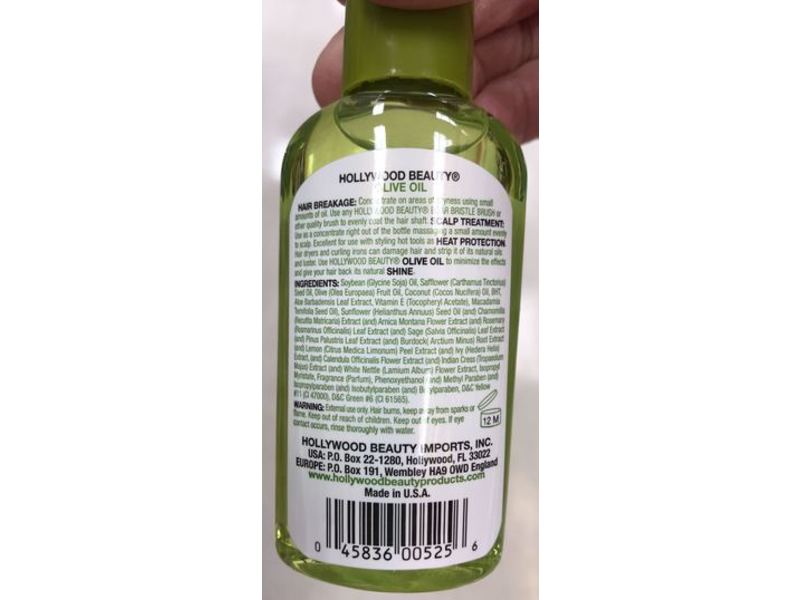 HOLLYWOOD BEAUTY®
OLIVE OIL
HAIR BREAKAGE: Concentrate on areas of dryness using small
amounts of oil. Use any HOLLYWOOD BEAUTY® BOAR BRISTLE BRUSH or
other quality brush to evenly coat the hair shaft. SCALP TREATMENT:
Use as a concentrate right out of the bottle massaging a small amount evenly
to scalp. Excellent for use with styling hot tools as HEAT PROTECTION.
Hair dryers and curling irons can damage hair and strip it of its natural oils
and luster. Use HOLLYWOOD BEAUTY® OLIVE OIL to minimize the effects
and give your hair back its natural SHINE.
INGREDIENTS: Soybean (Glycine Soja) Oil, Safflower (Carthamus Tinctorius)
Seed Oil, Olive (Olea Europaea) Fruit Oil, Coconut (Cocos Nucifera) Oil, BHT,
Aloe Barbadensis Leaf Extract, Vitamin E (Tocopheryl Acetate), Macadamia
Ternifolia Seed Oil), Sunflower (Helianthus Annuus) Seed Oil (and) Chamomilla
(Recutita Matricaria) Extract (and) Arnica Montana Flower Extract (and) Rosemary
(Rosmarinus Officinalis) Leaf Extract (and) Sage (Salvia Officinalis) Leaf Extract
(and) Pinus Palustris Leaf Extract (and) Burdock( Arctium Minus) Root Extract
(and) Lemon (Citrus Medica Limonum) Peel Extract (and) Ivy (Hedera Helix)
Extract, (and) Calendula Officinalis Flower Extract (and) Indian Cress (Tropaeolum
Majus) Extract (and) White Nettle (Lamium Album) Flower Extract, Isopropyl
Myristate, Fragrance (Parfum), Phenoxyethanol (and) Methyl Paraben (and)
Isopropylparaben (and) Isobutylparaben (and) Butylparaben, D&C Yellow
#11 (CI 47000), D&C Green #6 (CI 61565).
WARNING: External use only. Hair burns, keep away from sparks or
flame. Keep out of reach of children. Keep out of eyes. If eye
contact occurs, rinse thoroughly with water.
12 M
HOLLYWOOD BEAUTY IMPORTS, INC.
USA: P.O. Box 22-1280, Hollywood, FL 33022
EUROPE: P.O. Box 191, Wembley HA9 0WD England
www.hollywoodbeautyproducts.com
Made in U.S.A.
0 45836 00525 6